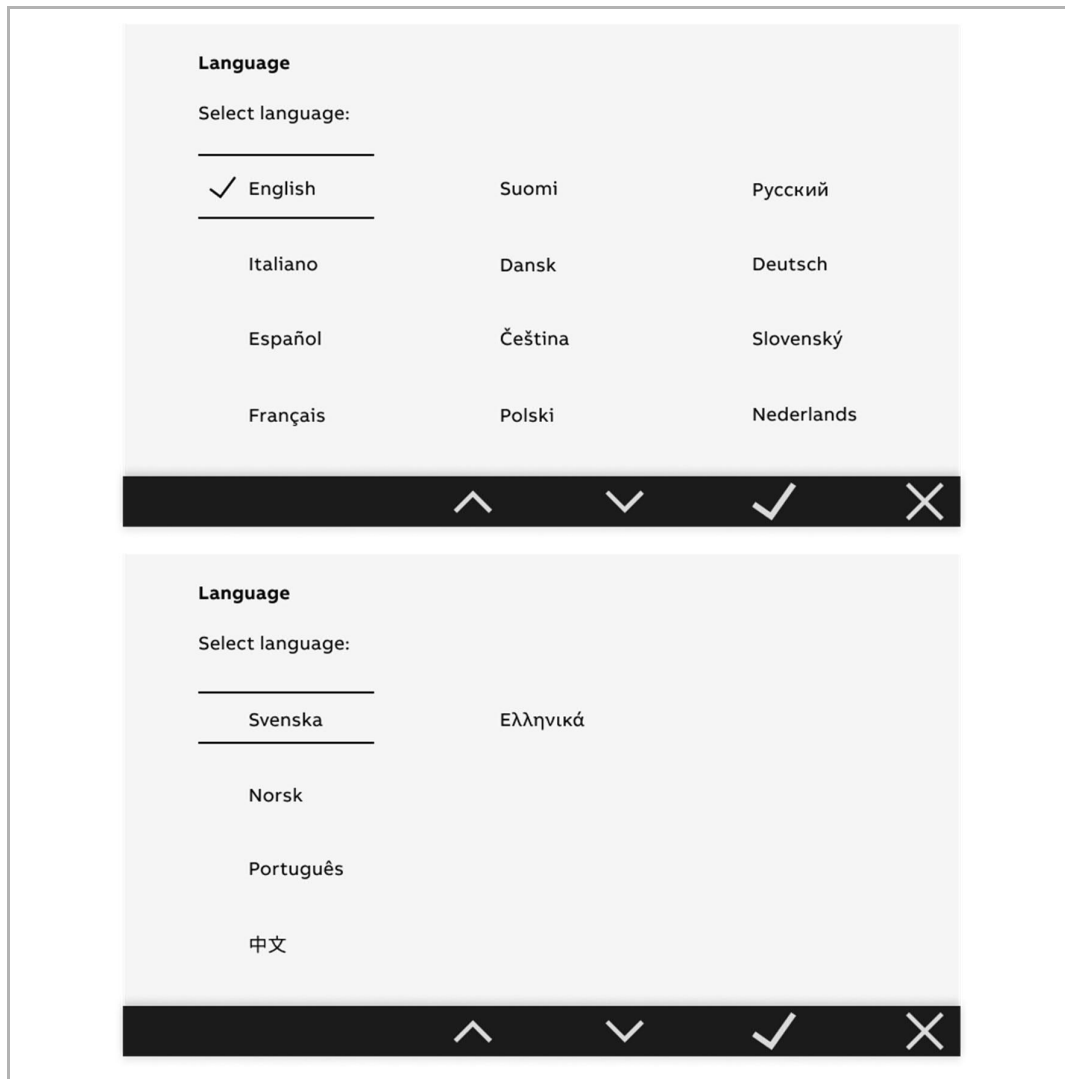 Language
Select language:
English Suomi Русский
Italiano Dansk Deutsch
Español Čeština Slovenský
Français Polski Nederlands
Language
Select language:
Svenska Ελληνικά
Norsk
Português
中文